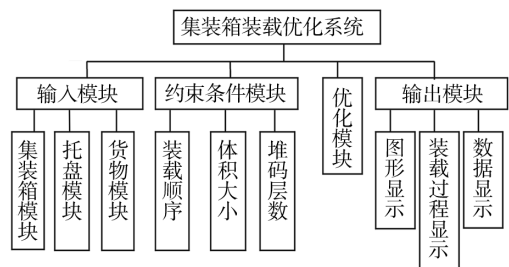 集装箱装载优化系统
输入模块
约束条件模块
优化模块
输出模块
集装箱模块
托盘模块
货物模块
装载顺序
体积大小
堆码层数
图形显示
装载过程显示
数据显示